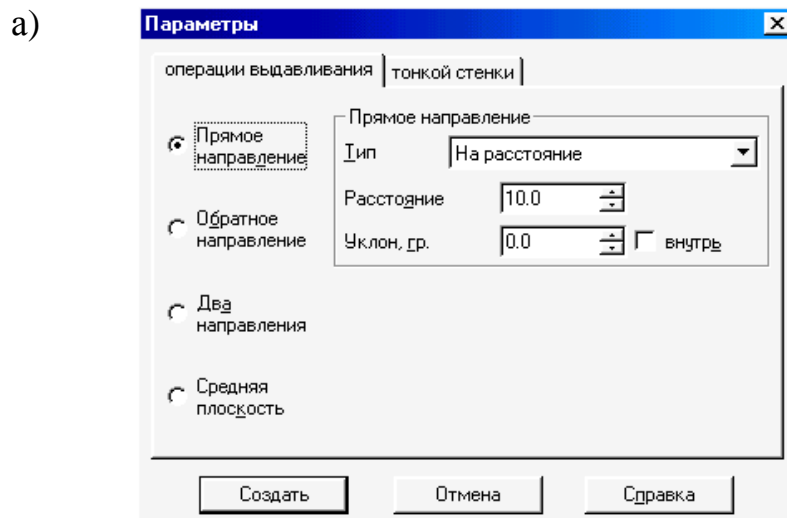 а)
Параметры
операции выдавливания
тонкой стенки
Прямое
направление
Обратное
направление
Два
направления
Средняя
плоскость
Прямое направление
Тип На расстояние
Расстояние 10.0
Уклон, гр. 0.0 внутрь
Создать Отмена Справка